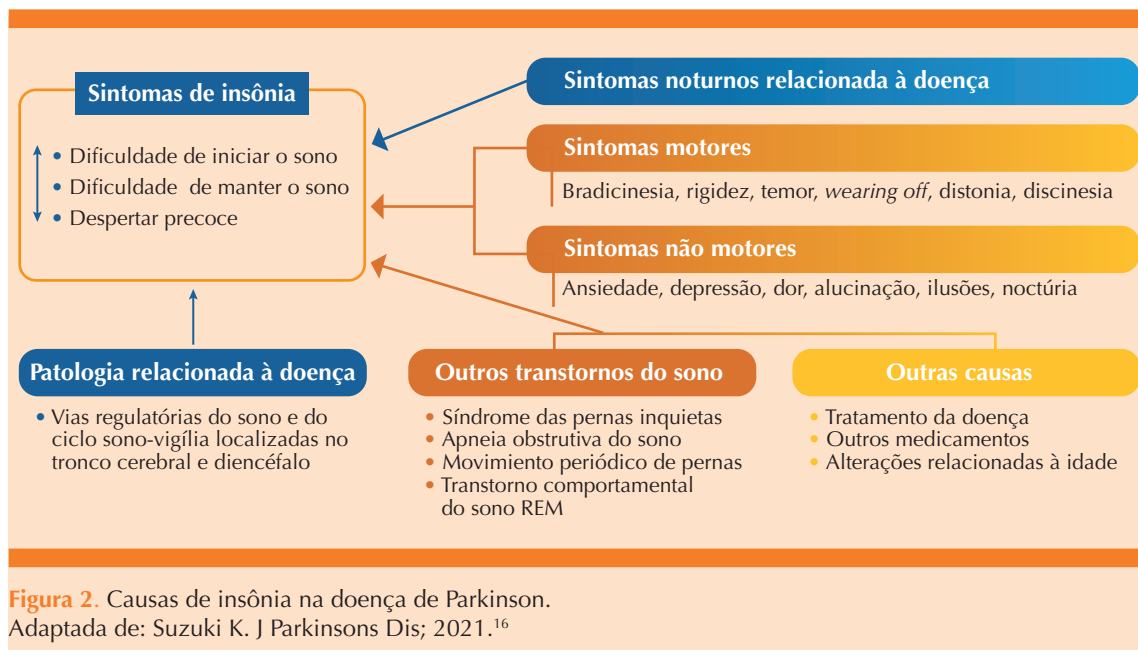 Sintomas de insônia
• Dificuldade de iniciar o sono
• Dificuldade de manter o sono
• Despertar precoce
Sintomas noturnos relacionada à doença
Sintomas motores
Bradicinesia, rigidez, temor, wearing off, distonia, discinesia
Sintomas não motores
Ansiedade, depressão, dor, alucinação, ilusões, noctúria
Patologia relacionada à doença
• Vias regulatórias do sono e do
ciclo sono-vigília localizadas no
tronco cerebral e diencéfalo
Outros transtornos do sono
• Síndrome das pernas inquietas
• Apneia obstrutiva do sono
• Movimiento periódico de pernas
• Transtorno comportamental
do sono REM
Outras causas
• Tratamento da doença
• Outros medicamentos
• Alterações relacionadas à idade
Figura 2. Causas de insônia na doença de Parkinson.
Adaptada de: Suzuki K. J Parkinsons Dis; 2021.¹⁶